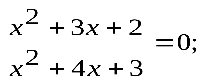 x² + 3x + 2
x² + 4x + 3
=0;